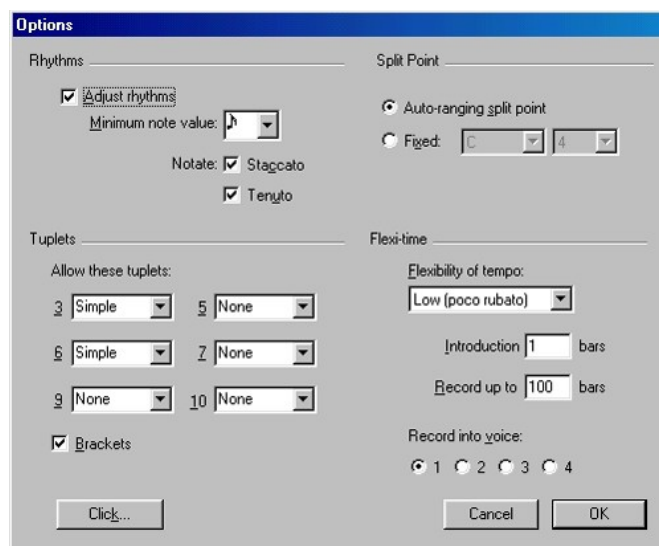 Options
Rhythms
Adjust rhythms
Minimum note value:
Notate: Staccato
Tenuto
Split Point
Auto-ranging split point
Fixed: C 4
Tuplets
Allow these tuplets:
3 Simple 5 None
6 Simple 7 None
9 None 10 None
Brackets
Click...
Flexi-time
Flexibility of tempo:
Low (poco rubato)
Introduction 1 bars
Record up to 100 bars
Record into voice:
1 2 3 4
Cancel OK